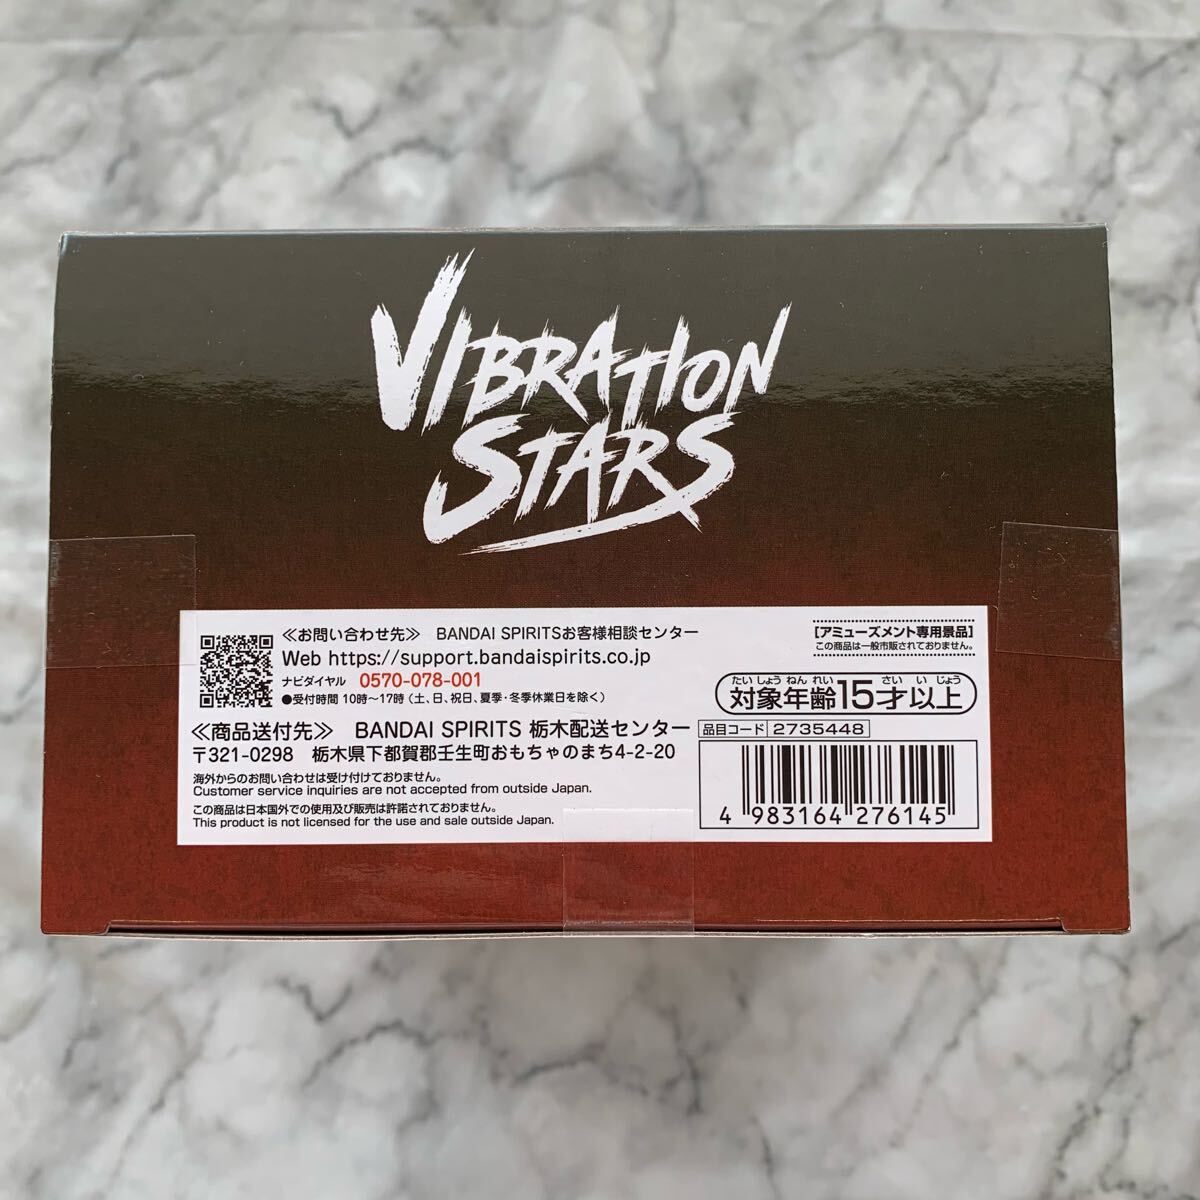 VIBRATION
STARS
≪お問い合わせ先≫ BANDAI SPIRITSお客様相談センター
Web https://support.bandaispirits.co.jp
ナビダイヤル 0570-078-001
●受付時間 10時～17時(土、日、祝日、夏季・冬季休業日を除く)
≪商品送付先≫ BANDAI SPIRITS 栃木配送センター
〒321-0298 栃木県下都賀郡壬生町おもちゃのまち4-2-20
海外からのお問い合わせは受け付けておりません。
Customer service inquiries are not accepted from outside Japan.
この商品は日本国外での使用及び販売は許諾されておりません。
This product is not licensed for the use and sale outside Japan.
[アミューズメント専用景品]
この商品は一般市販されておりません。
たいしょうねんれい さいいじょう
対象年齢15才以上
品目コード 2735448
4 983164 276145